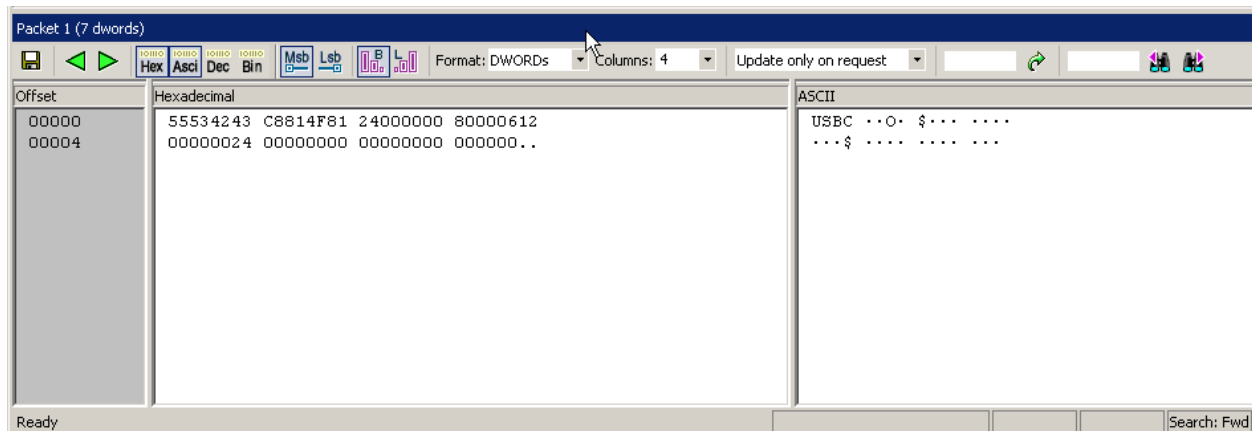 Packet 1 (7 dwords)
Hex Asci Dec Bin Msb Lsb B L Format: DWORDs Columns: 4 Update only on request
Offset Hexadecimal ASCII
00000 55534243 C8814F81 24000000 80000612 USBC ··O· $··· ····
00004 00000024 00000000 00000000 000000.. ···$ ···· ···· ···
Ready Search: Fwd